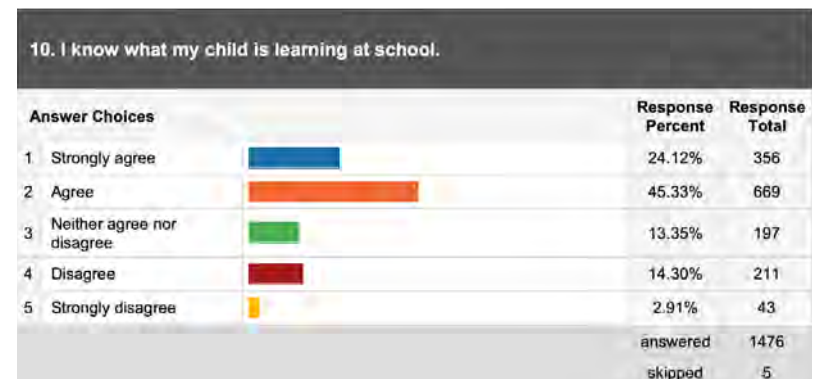 10. I know what my child is learning at school.
Answer Choices Response Percent Response Total
1 Strongly agree 24.12% 356
2 Agree 45.33% 669
3 Neither agree nor disagree 13.35% 197
4 Disagree 14.30% 211
5 Strongly disagree 2.91% 43
answered 1476
skipped 5